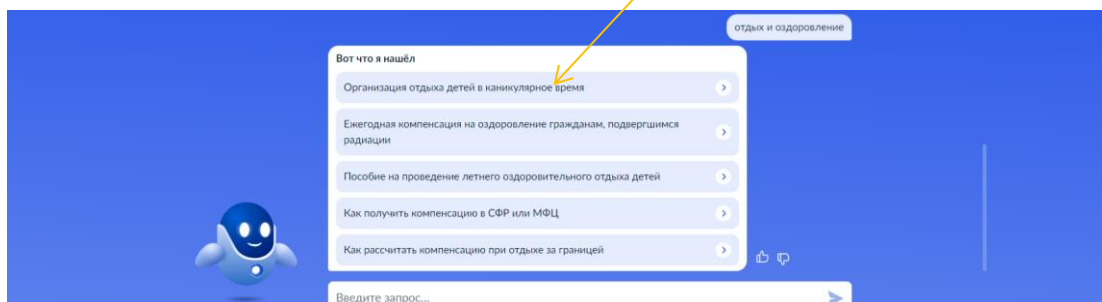 отдых и оздоровление
Вот что я нашёл
Организация отдыха детей в каникулярное время
Ежегодная компенсация на оздоровление гражданам, подвергшимся
радиации
Пособие на проведение летнего оздоровительного отдыха детей
Как получить компенсацию в СФР или МФЦ
Как рассчитать компенсацию при отдыхе за границей
Введите запрос...